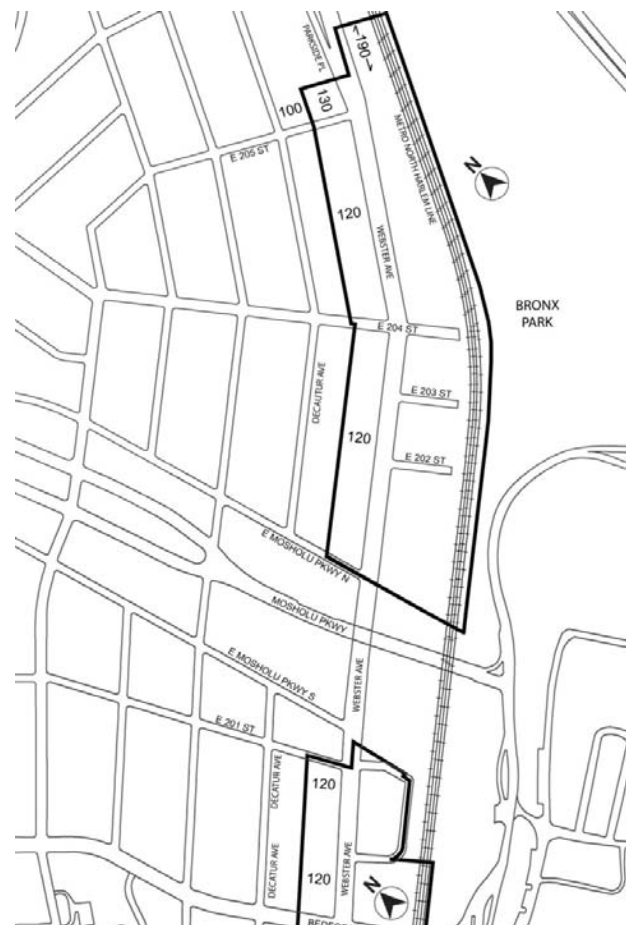 PARKSIDE PL
←190→
130
100
E 205 ST
METRO NORTH HARLEM LINE
N
120
WEBSTER AVE
BRONX
PARK
E 204 ST
DECAUTUR AVE
E 203 ST
120
E 202 ST
E MOSHOLU PKWY N
MOSHOLU PKWY
E MOSHOLU PKWY S
WEBSTER AVE
E 201 ST
DECATUR AVE
120
DECATUR AVE
120
WEBSTER AVE
N